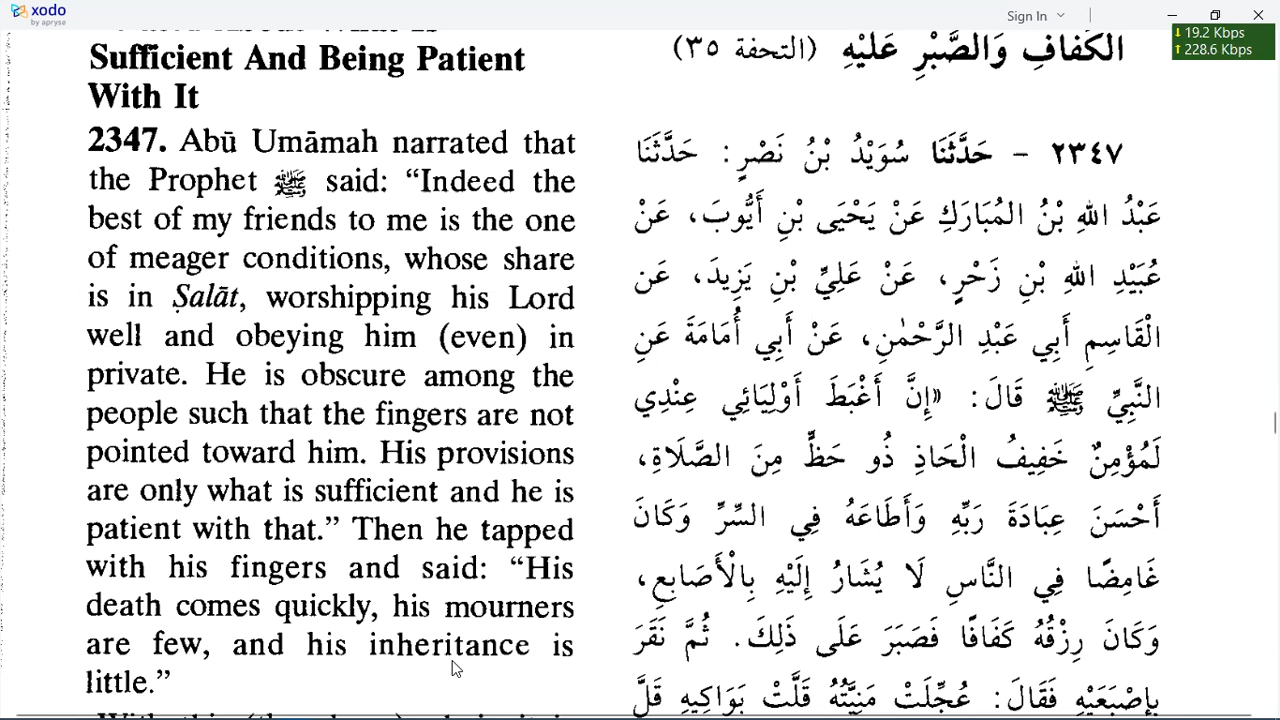 xodo
by apryse
Sign In
19.2 Kbps
228.6 Kbps
Sufficient And Being Patient
With It
2347. Abū Umāmah narrated that
the Prophet ﷺ said: “Indeed the
best of my friends to me is the one
of meager conditions, whose share
is in Ṣalāt, worshipping his Lord
well and obeying him (even) in
private. He is obscure among the
people such that the fingers are not
pointed toward him. His provisions
are only what is sufficient and he is
patient with that.” Then he tapped
with his fingers and said: “His
death comes quickly, his mourners
are few, and his inheritance is
little.”
الكَفَافِ وَالصَّبْرِ عَلَيْهِ (التحفة ٣٥)
٢٣٤٧ - حَدَّثَنَا سُوَيْدُ بْنُ نَصْرٍ: حَدَّثَنَا
عَبْدُ اللهِ بْنُ المُبَارَكِ عَنْ يَحْيَى بْنِ أَيُّوبَ، عَنْ
عُبَيْدِ اللهِ بْنِ زَحْرٍ، عَنْ عَلِيِّ بْنِ يَزِيدَ، عَن
الْقَاسِمِ أَبِي عَبْدِ الرَّحْمٰنِ، عَنْ أَبِي أُمَامَةَ عَنِ
النَّبِيِّ ﷺ قَالَ: «إِنَّ أَغْبَطَ أَوْلِيَائِي عِنْدِي
لَمُؤْمِنٌ خَفِيفُ الْحَاذِ ذُو حَظٍّ مِنَ الصَّلَاةِ،
أَحْسَنَ عِبَادَةَ رَبِّهِ وَأَطَاعَهُ فِي السِّرِّ وَكَانَ
غَامِضًا فِي النَّاسِ لَا يُشَارُ إِلَيْهِ بِالْأَصَابِعِ،
وَكَانَ رِزْقُهُ كَفَافًا فَصَبَرَ عَلَى ذَلِكَ. ثُمَّ نَقَرَ
بِإِصْبَعَيْهِ فَقَالَ: عُجِّلَتْ مَنِيَّتُهُ قَلَّتْ بَوَاكِيهِ قَلَّ